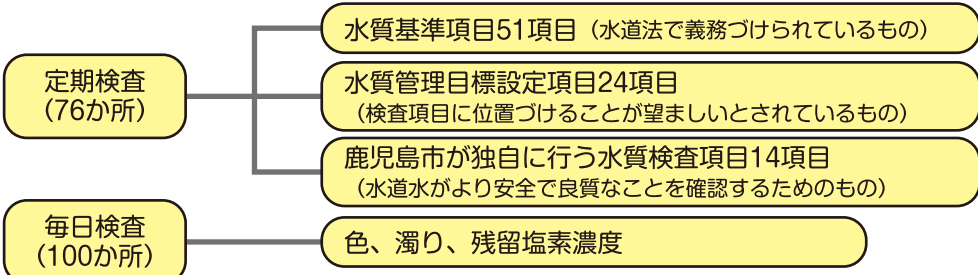 定期検査
（76か所）
水質基準項目51項目（水道法で義務づけられているもの）
水質管理目標設定項目24項目
（検査項目に位置づけることが望ましいとされているもの）
鹿児島市が独自に行う水質検査項目14項目
（水道水がより安全で良質なことを確認するためのもの）
毎日検査
（100か所）
色、濁り、残留塩素濃度